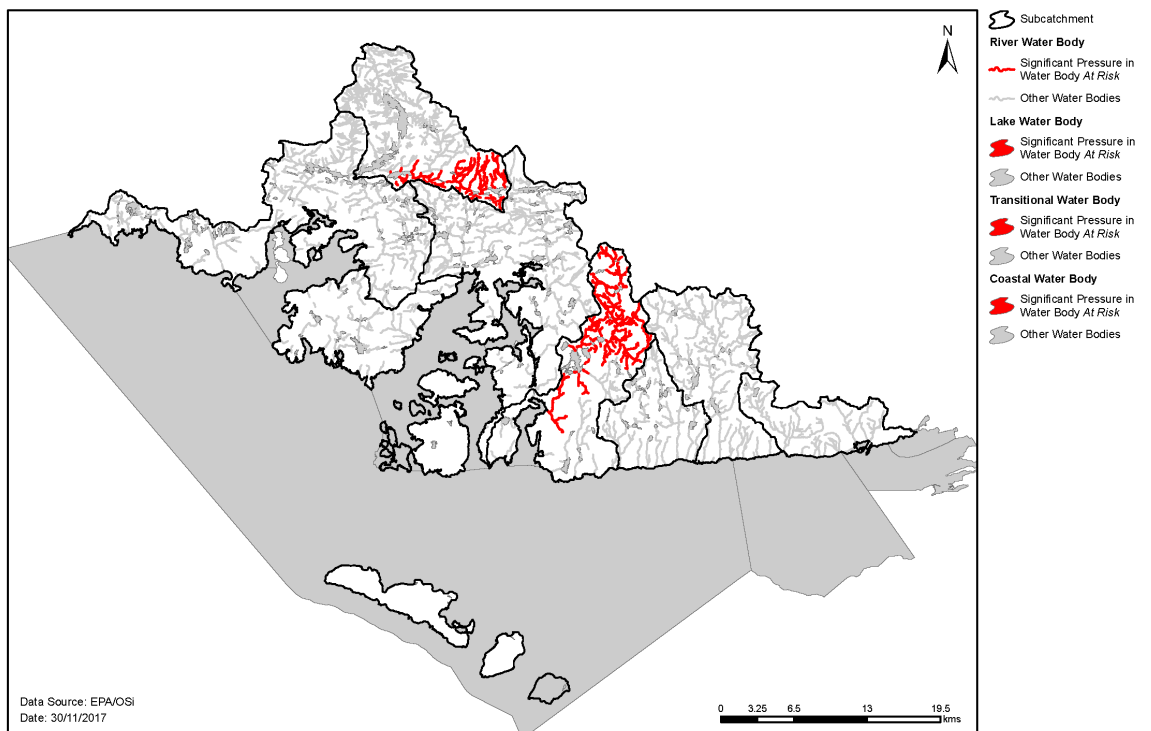 N
Subcatchment
River Water Body
Significant Pressure in
Water Body At Risk
Other Water Bodies
Lake Water Body
Significant Pressure in
Water Body At Risk
Other Water Bodies
Transitional Water Body
Significant Pressure in
Water Body At Risk
Other Water Bodies
Coastal Water Body
Significant Pressure in
Water Body At Risk
Other Water Bodies
Data Source: EPA/OSi
Date: 30/11/2017
0 3.25 6.5 13 19.5
kms